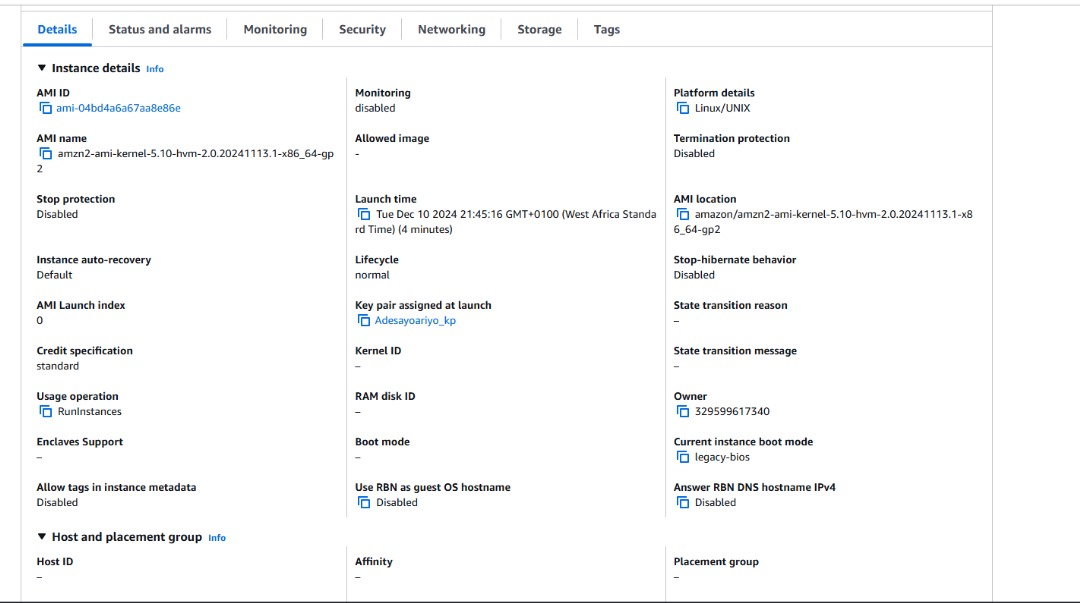 Details Status and alarms Monitoring Security Networking Storage Tags
▼ Instance details Info
AMI ID
ami-04bd4a6a67aa8e86e
Monitoring
disabled
Platform details
Linux/UNIX
AMI name
amzn2-ami-kernel-5.10-hvm-2.0.20241113.1-x86_64-gp
2
Allowed image
-
Termination protection
Disabled
Stop protection
Disabled
Launch time
Tue Dec 10 2024 21:45:16 GMT+0100 (West Africa Standa
rd Time) (4 minutes)
AMI location
amazon/amzn2-ami-kernel-5.10-hvm-2.0.20241113.1-x8
6_64-gp2
Instance auto-recovery
Default
Lifecycle
normal
Stop-hibernate behavior
Disabled
AMI Launch index
0
Key pair assigned at launch
Adesayoariyo_kp
State transition reason
–
Credit specification
standard
Kernel ID
–
State transition message
–
Usage operation
RunInstances
RAM disk ID
–
Owner
329599617340
Enclaves Support
–
Boot mode
–
Current instance boot mode
legacy-bios
Allow tags in instance metadata
Disabled
Use RBN as guest OS hostname
Disabled
Answer RBN DNS hostname IPv4
Disabled
▼ Host and placement group Info
Host ID
–
Affinity
–
Placement group
–